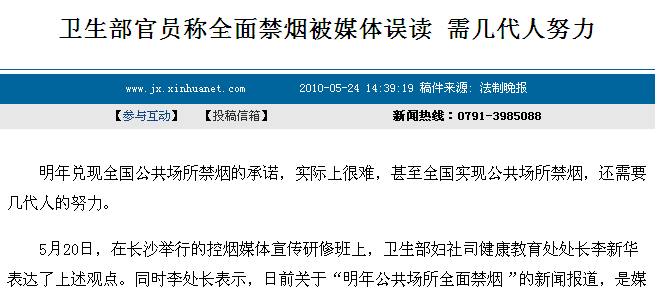 卫生部官员称全面禁烟被媒体误读 需几代人努力
www.jx.xinhuanet.com 2010-05-24 14:39:19 稿件来源: 法制晚报
【参与互动】 【投稿信箱】 新闻热线：0791-3985088
明年兑现全国公共场所禁烟的承诺，实际上很难，甚至全国实现公共场所禁烟，还需要
几代人的努力。
5月20日，在长沙举行的控烟媒体宣传研修班上，卫生部妇社司健康教育处处长李新华
表达了上述观点。同时李处长表示，日前关于“明年公共场所全面禁烟”的新闻报道，是媒